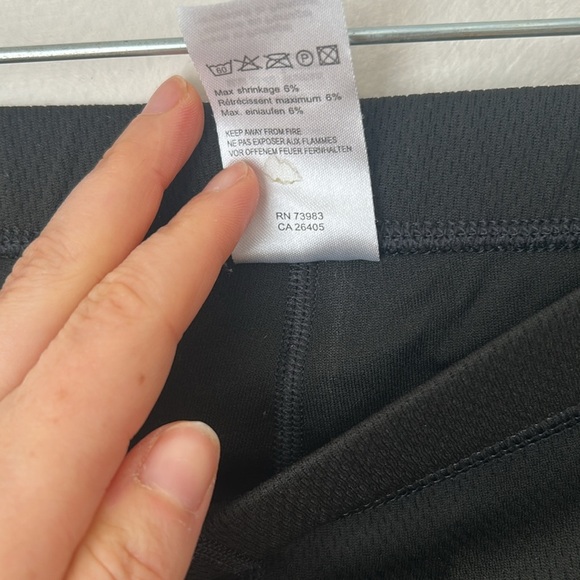 60 P
Max shrinkage 6%
Rétrécissent maximum 6%
Max. einlaufen 6%
KEEP AWAY FROM FIRE
NE PAS EXPOSER AUX FLAMMES
VOR OFFENEM FEUER FERNHALTEN
RN 73983
CA 26405